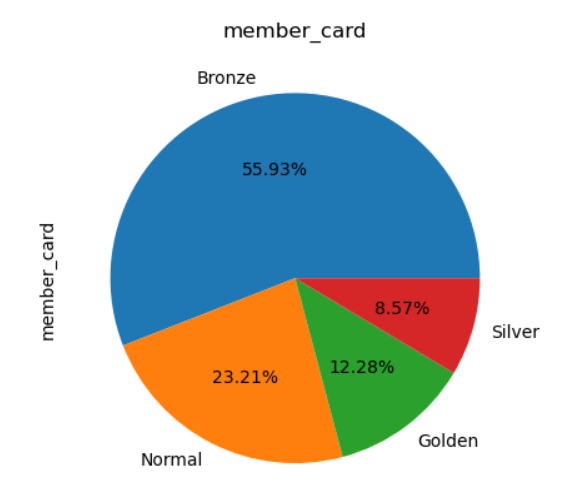 member_card
Bronze
55.93%
member_card
8.57%
Silver
12.28%
23.21%
Golden
Normal